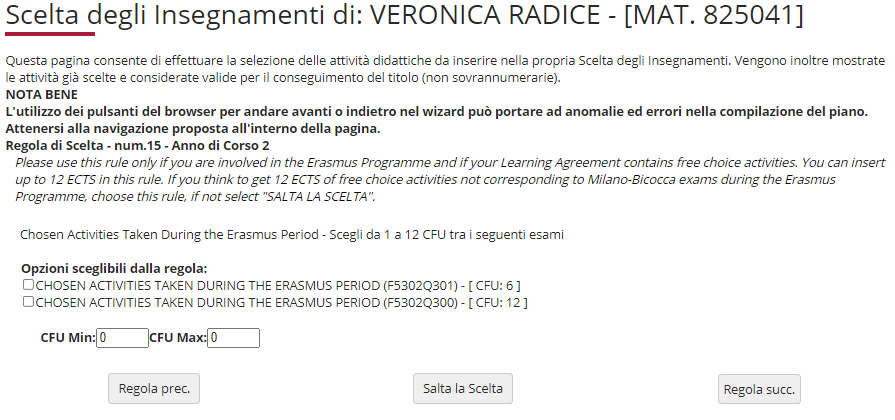 Scelta degli Insegnamenti di: VERONICA RADICE - [MAT. 825041]
Questa pagina consente di effettuare la selezione delle attività didattiche da inserire nella propria Scelta degli Insegnamenti. Vengono inoltre mostrate
le attività già scelte e considerate valide per il conseguimento del titolo (non sovrannumerarie).
NOTA BENE
L'utilizzo dei pulsanti del browser per andare avanti o indietro nel wizard può portare ad anomalie ed errori nella compilazione del piano.
Attenersi alla navigazione proposta all'interno della pagina.
Regola di Scelta - num.15 - Anno di Corso 2
Please use this rule only if you are involved in the Erasmus Programme and if your Learning Agreement contains free choice activities. You can insert
up to 12 ECTS in this rule. If you think to get 12 ECTS of free choice activities not corresponding to Milano-Bicocca exams during the Erasmus
Programme, choose this rule, if not select "SALTA LA SCELTA".
Chosen Activities Taken During the Erasmus Period - Scegli da 1 a 12 CFU tra i seguenti esami
Opzioni sceglibili dalla regola:
CHOSEN ACTIVITIES TAKEN DURING THE ERASMUS PERIOD (F5302Q301) - [ CFU: 6 ]
CHOSEN ACTIVITIES TAKEN DURING THE ERASMUS PERIOD (F5302Q300) - [ CFU: 12 ]
CFU Min: 0 CFU Max: 0
Regola prec. Salta la Scelta Regola succ.